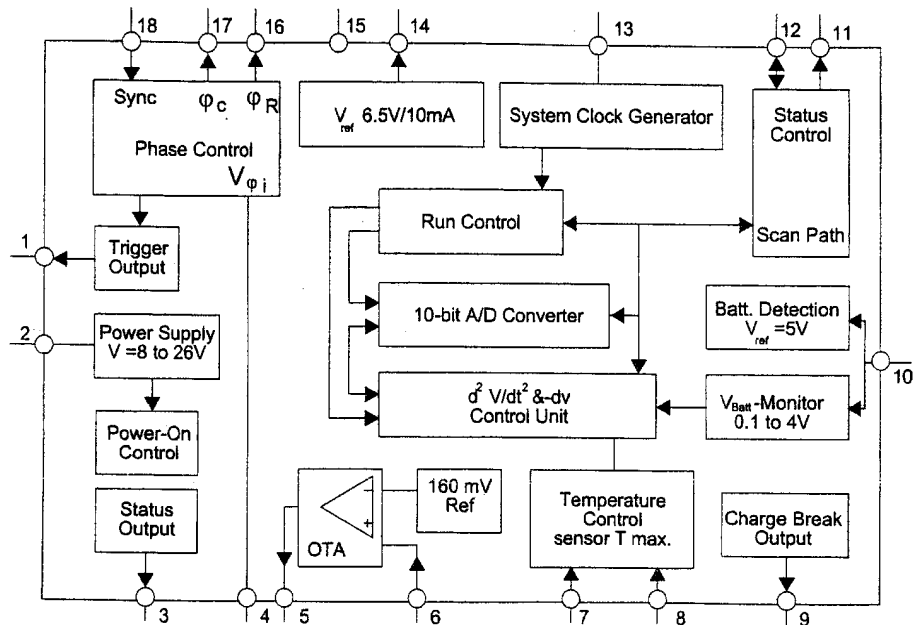 18 17 16 15 14 13 12 11
Sync φc φR
Phase Control
Vφi
Vref 6.5V/10mA
System Clock Generator
Status
Control
Scan Path
Run Control
1
Trigger
Output
10-bit A/D Converter
Batt. Detection
Vref =5V
2
Power Supply
V =8 to 26V
10
d² V/dt² &-dv
Control Unit
VBatt-Monitor
0.1 to 4V
Power-On
Control
160 mV
Ref
OTA
− +
Status
Output
Temperature
Control
sensor T max.
Charge Break
Output
3 4 5 6 7 8 9